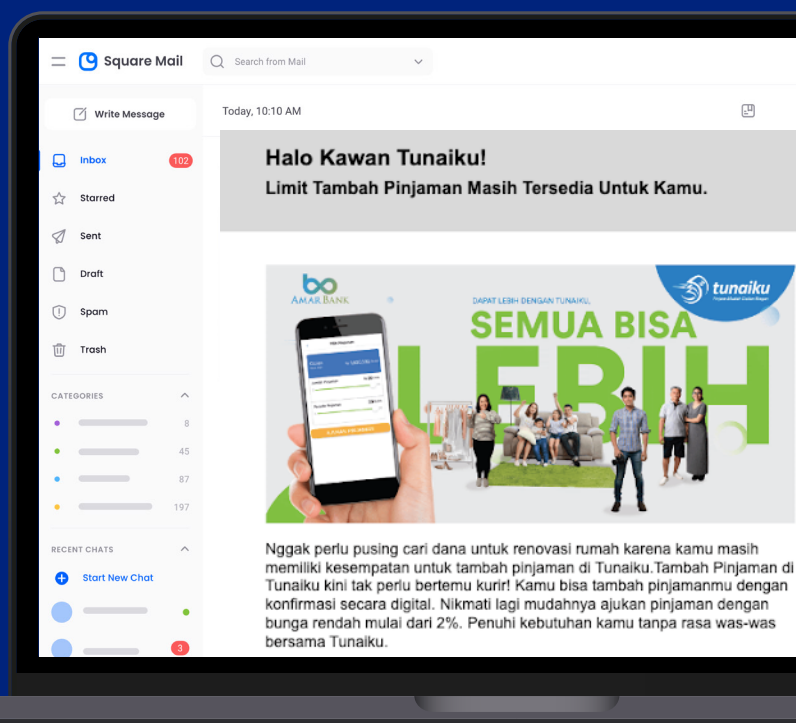 Square Mail
Search from Mail
Write Message
Today, 10:10 AM
Inbox 102
Starred
Sent
Draft
Spam
Trash
CATEGORIES
8
45
87
197
RECENT CHATS
Start New Chat
3
Halo Kawan Tunaiku!
Limit Tambah Pinjaman Masih Tersedia Untuk Kamu.
bo
AMAR BANK
tunaiku
DAPAT LEBIH DENGAN TUNAIKU,
SEMUA BISA
LEBIH
Nggak perlu pusing cari dana untuk renovasi rumah karena kamu masih
memiliki kesempatan untuk tambah pinjaman di Tunaiku.Tambah Pinjaman di
Tunaiku kini tak perlu bertemu kurir! Kamu bisa tambah pinjamanmu dengan
konfirmasi secara digital. Nikmati lagi mudahnya ajukan pinjaman dengan
bunga rendah mulai dari 2%. Penuhi kebutuhan kamu tanpa rasa was-was
bersama Tunaiku.